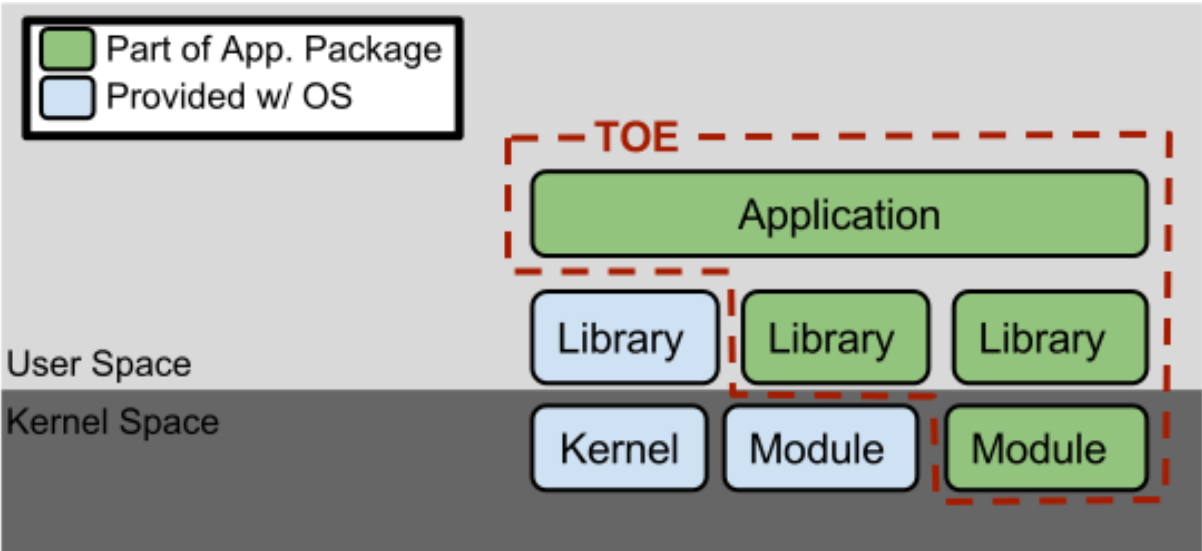 Part of App. Package
Provided w/ OS
TOE
Application
Library Library Library
User Space
Kernel Space
Kernel Module Module